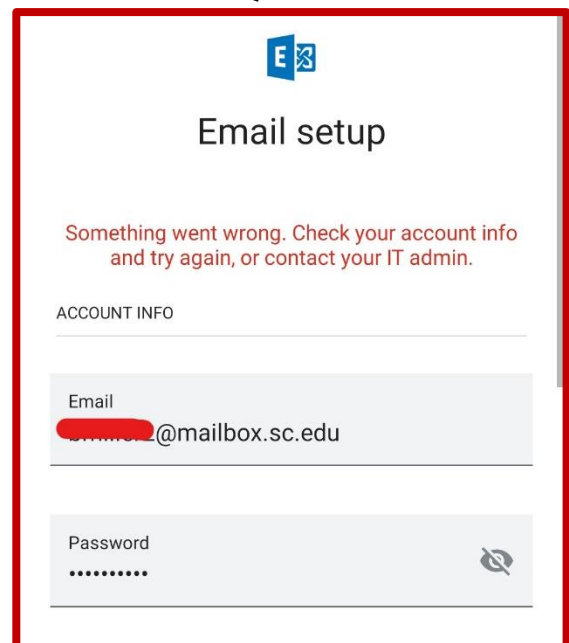 E
Email setup
Something went wrong. Check your account info
and try again, or contact your IT admin.
ACCOUNT INFO
Email
@mailbox.sc.edu
Password
••••••••••